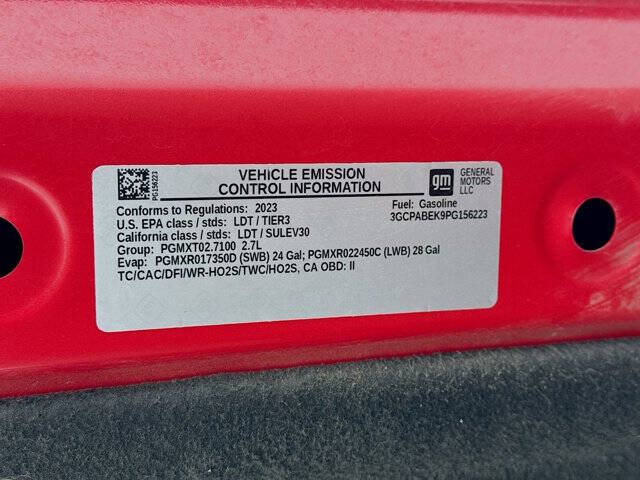 PG156223
VEHICLE EMISSION
CONTROL INFORMATION
gm
GENERAL
MOTORS
LLC
Conforms to Regulations: 2023
Fuel: Gasoline
U.S. EPA class / stds: LDT / TIER3
3GCPABEK9PG156223
California class / stds: LDT / SULEV30
Group: PGMXT02.7100 2.7L
Evap: PGMXR017350D (SWB) 24 Gal; PGMXR022450C (LWB) 28 Gal
TC/CAC/DFI/WR-HO2S/TWC/HO2S, CA OBD: II